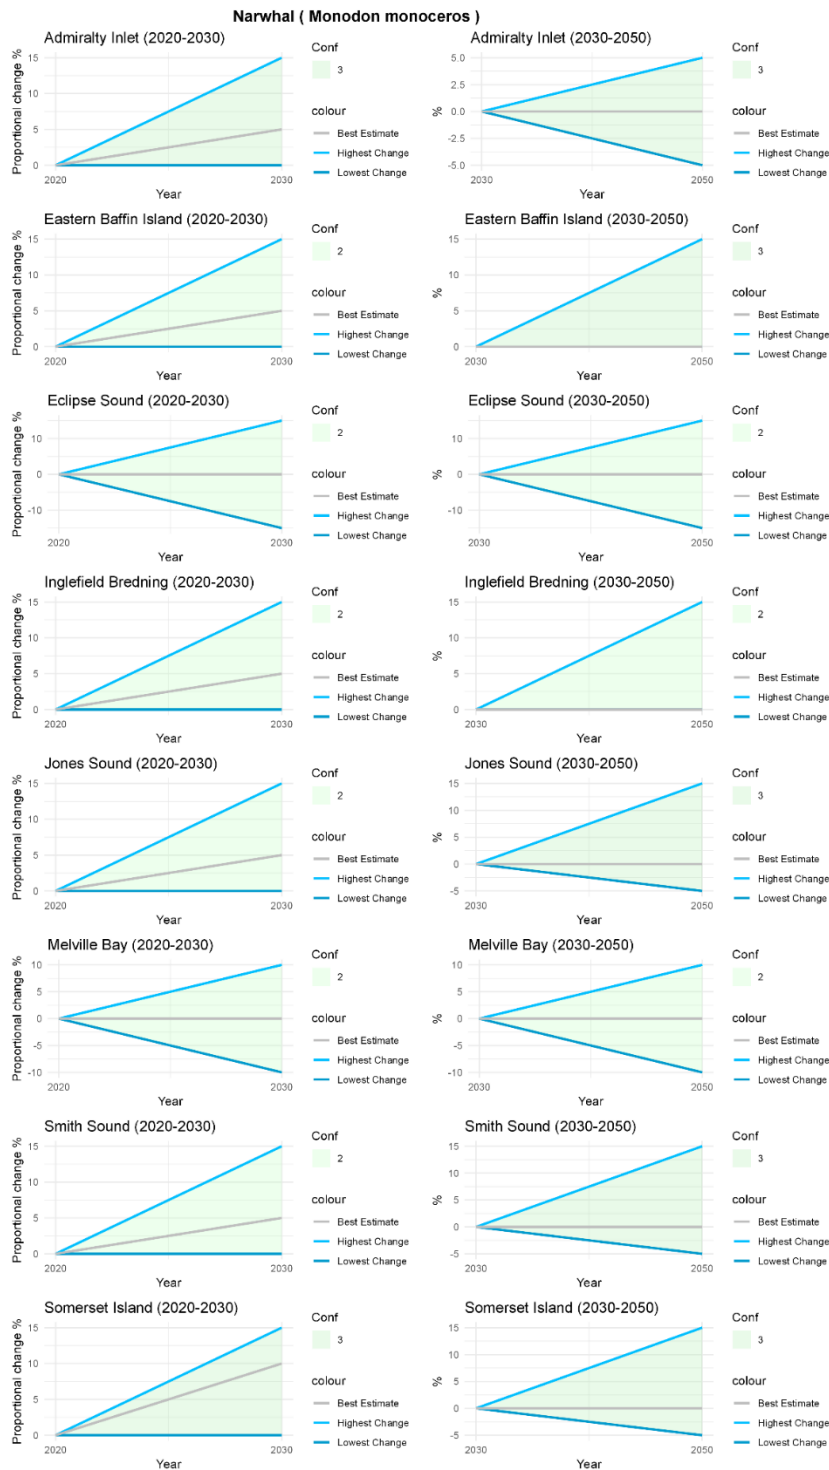 Narwhal ( Monodon monoceros )
Admiralty Inlet (2020-2030)
Proportional change %
15
10
5
0
2020
2030
Year
Conf
3
colour
Best Estimate
Highest Change
Lowest Change
Admiralty Inlet (2030-2050)
%
5.0
2.5
0.0
-2.5
-5.0
2030
2050
Year
Conf
3
colour
Best Estimate
Highest Change
Lowest Change
Eastern Baffin Island (2020-2030)
Proportional change %
15
10
5
0
2020
2030
Year
Conf
2
colour
Best Estimate
Highest Change
Lowest Change
Eastern Baffin Island (2030-2050)
%
15
10
5
0
2030
2050
Year
Conf
3
colour
Best Estimate
Highest Change
Lowest Change
Eclipse Sound (2020-2030)
Proportional change %
10
0
-10
2020
2030
Year
Conf
2
colour
Best Estimate
Highest Change
Lowest Change
Eclipse Sound (2030-2050)
%
10
0
-10
2030
2050
Year
Conf
2
colour
Best Estimate
Highest Change
Lowest Change
Inglefield Bredning (2020-2030)
Proportional change %
15
10
5
0
2020
2030
Year
Conf
2
colour
Best Estimate
Highest Change
Lowest Change
Inglefield Bredning (2030-2050)
%
15
10
5
0
2030
2050
Year
Conf
2
colour
Best Estimate
Highest Change
Lowest Change
Jones Sound (2020-2030)
Proportional change %
15
10
5
0
2020
2030
Year
Conf
2
colour
Best Estimate
Highest Change
Lowest Change
Jones Sound (2030-2050)
%
15
10
5
0
-5
2030
2050
Year
Conf
3
colour
Best Estimate
Highest Change
Lowest Change
Melville Bay (2020-2030)
Proportional change %
10
5
0
-5
-10
2020
2030
Year
Conf
2
colour
Best Estimate
Highest Change
Lowest Change
Melville Bay (2030-2050)
%
10
5
0
-5
-10
2030
2050
Year
Conf
2
colour
Best Estimate
Highest Change
Lowest Change
Smith Sound (2020-2030)
Proportional change %
15
10
5
0
2020
2030
Year
Conf
2
colour
Best Estimate
Highest Change
Lowest Change
Smith Sound (2030-2050)
%
15
10
5
0
-5
2030
2050
Year
Conf
3
colour
Best Estimate
Highest Change
Lowest Change
Somerset Island (2020-2030)
Proportional change %
15
10
5
0
2020
2030
Year
Conf
3
colour
Best Estimate
Highest Change
Lowest Change
Somerset Island (2030-2050)
%
15
10
5
0
-5
2030
2050
Year
Conf
3
colour
Best Estimate
Highest Change
Lowest Change